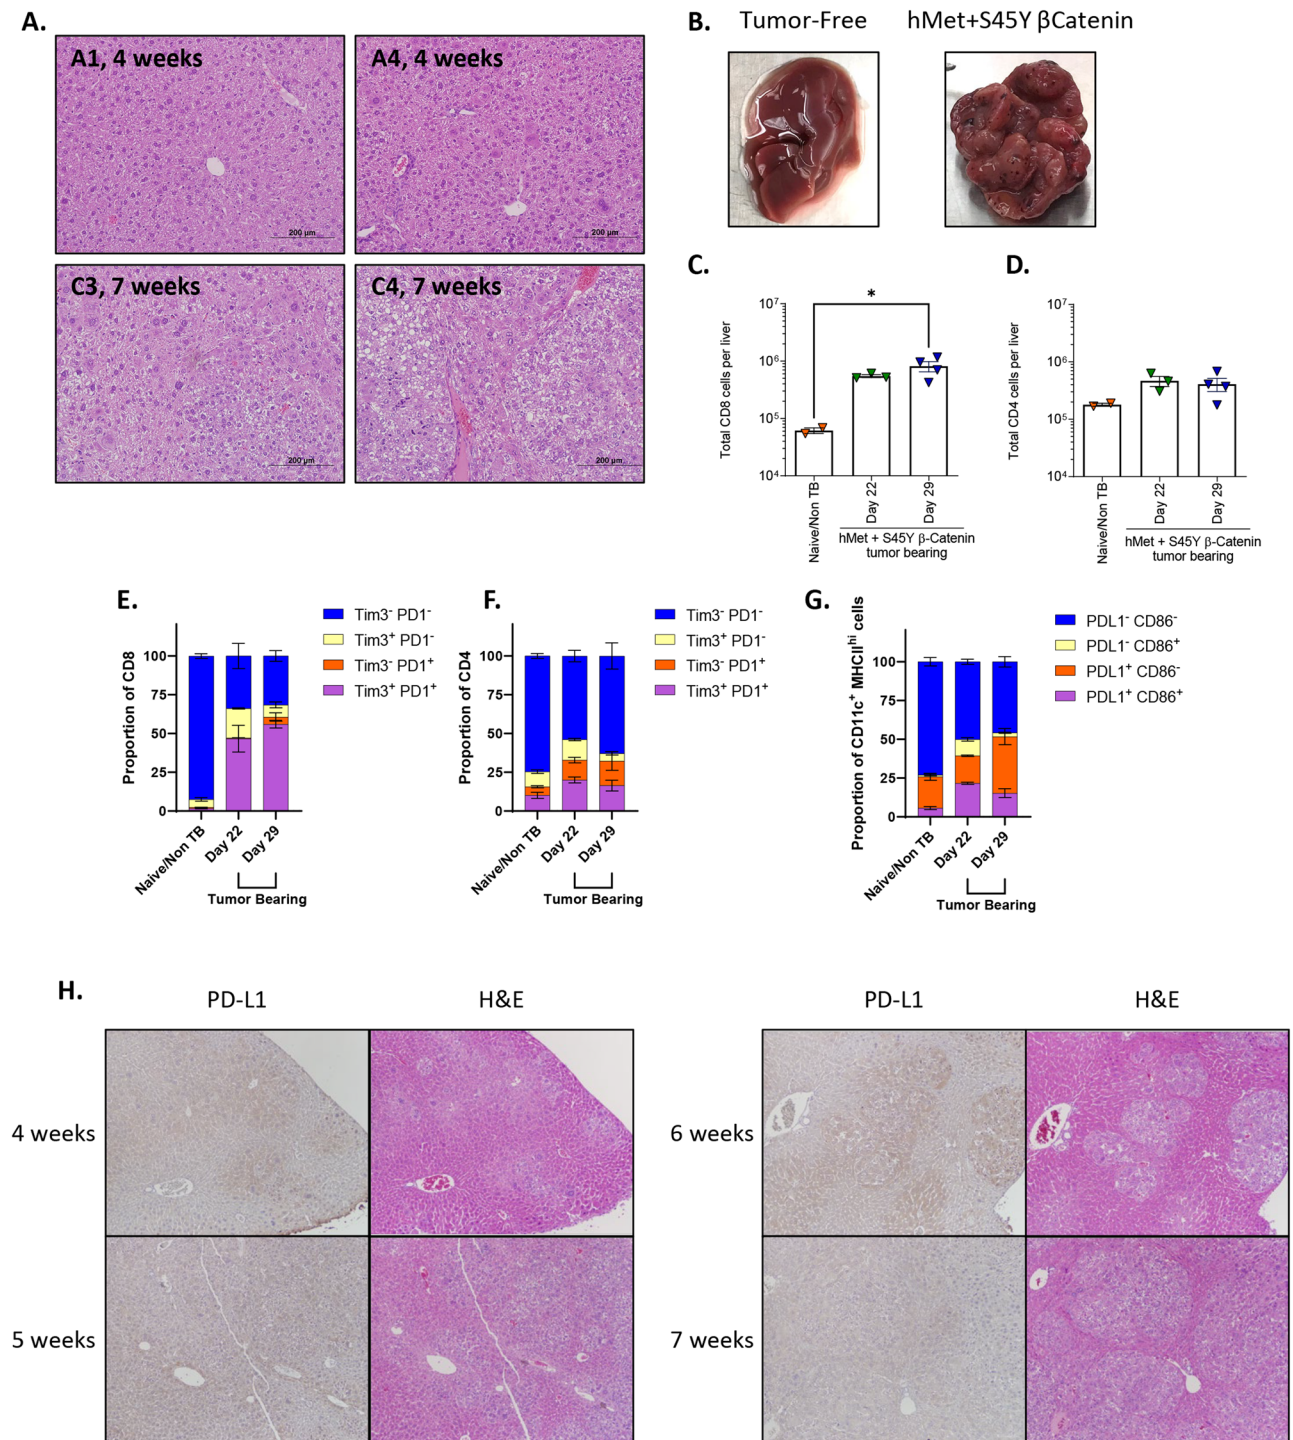 A.
A1, 4 weeks
200 µm
A4, 4 weeks
200 µm
C3, 7 weeks
200 µm
C4, 7 weeks
200 µm
B.
Tumor-Free
hMet+S45Y βCatenin
C.
Total CD8 cells per liver
10⁷
10⁶
10⁵
10⁴
*
Naive/Non TB
Day 22
Day 29
hMet + S45Y β-Catenin
tumor bearing
D.
Total CD4 cells per liver
10⁷
10⁶
10⁵
10⁴
Naive/Non TB
Day 22
Day 29
hMet + S45Y β-Catenin
tumor bearing
E.
Proportion of CD8
100
75
50
25
0
Naive/Non TB
Day 22
Day 29
Tumor Bearing
Tim3⁻ PD1⁻
Tim3⁺ PD1⁻
Tim3⁻ PD1⁺
Tim3⁺ PD1⁺
F.
Proportion of CD4
100
75
50
25
0
Naive/Non TB
Day 22
Day 29
Tumor Bearing
Tim3⁻ PD1⁻
Tim3⁺ PD1⁻
Tim3⁻ PD1⁺
Tim3⁺ PD1⁺
G.
Proportion of CD11c⁺ MHCIIʰⁱ cells
100
75
50
25
0
Naive/Non TB
Day 22
Day 29
Tumor Bearing
PDL1⁻ CD86⁻
PDL1⁻ CD86⁺
PDL1⁺ CD86⁻
PDL1⁺ CD86⁺
H.
PD-L1
H&E
4 weeks
5 weeks
PD-L1
H&E
6 weeks
7 weeks